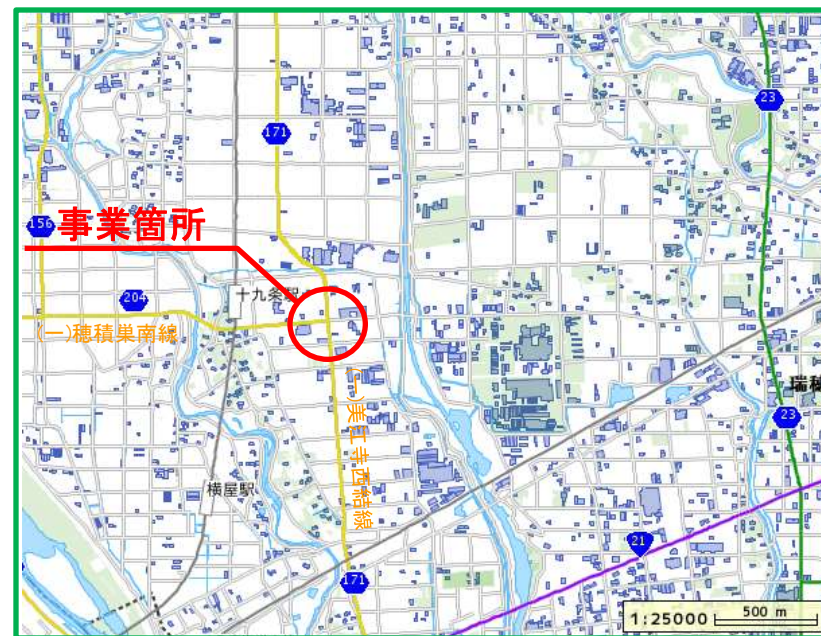 23
171
156
事業箇所
204
十九条駅
(一)穂積巣南線
(一)美江寺西結線
瑞穂
23
横屋駅
21
171
1:25000
500 m